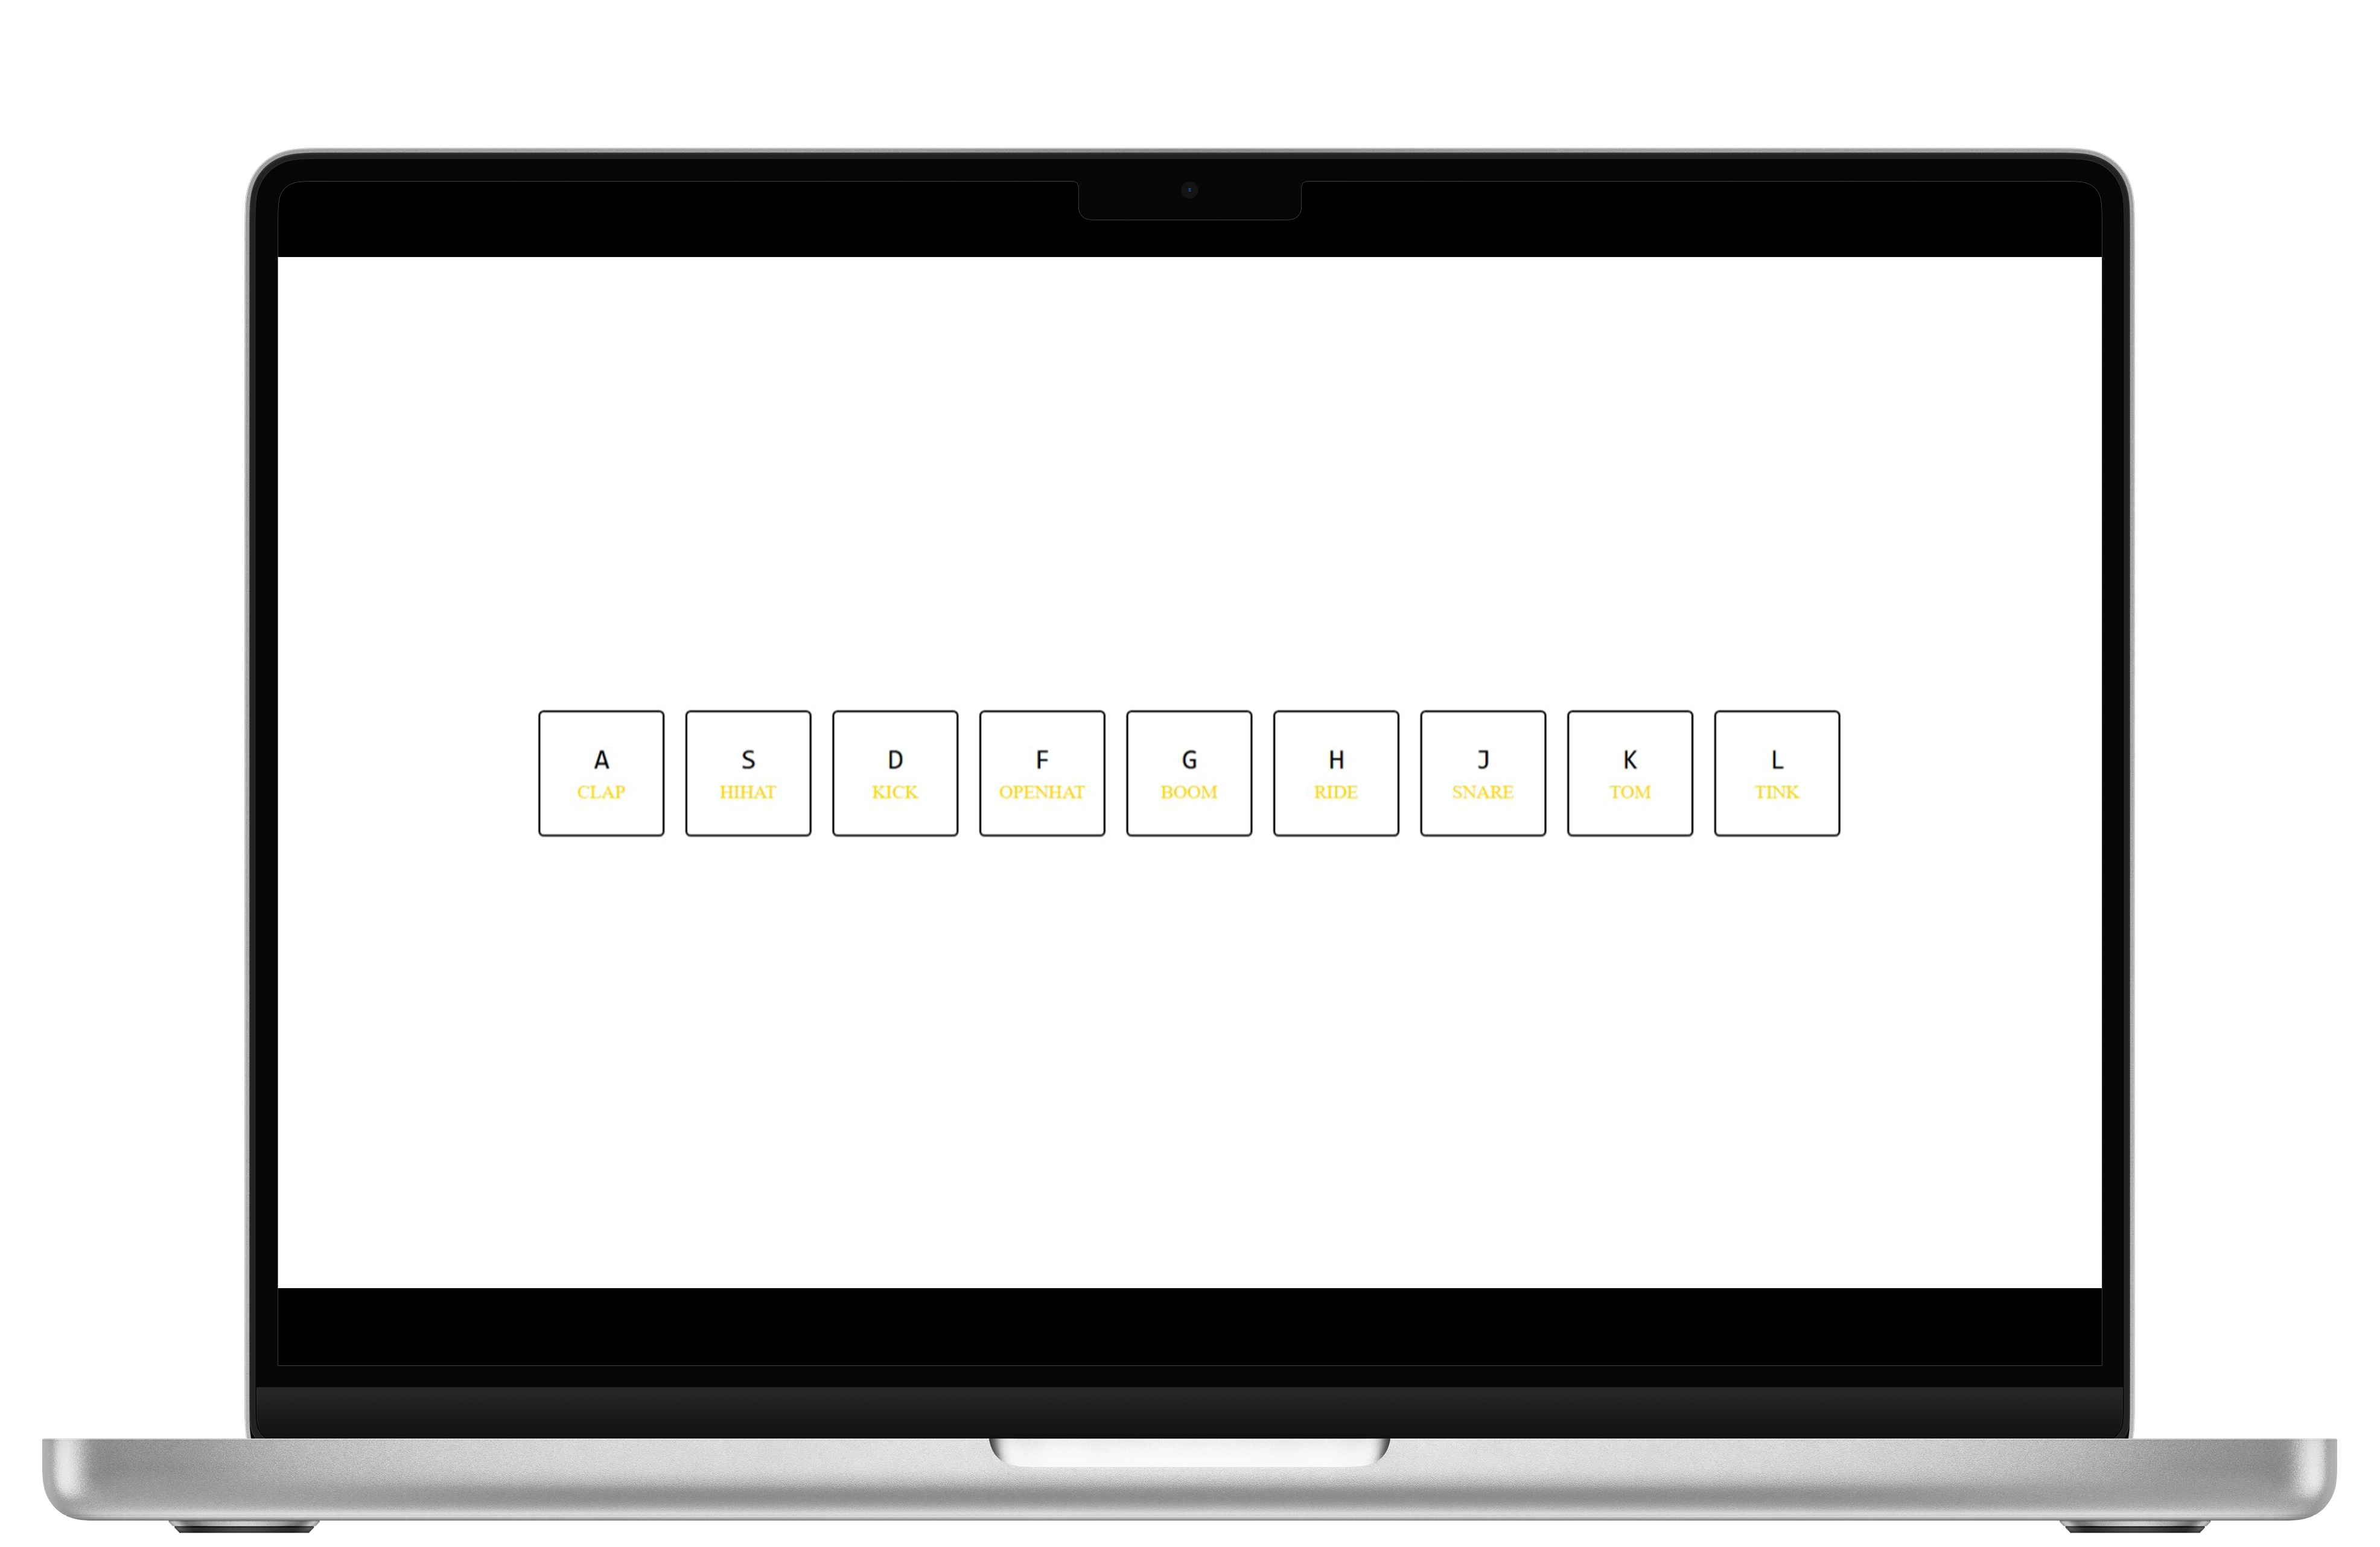 A S D F G H J K L
CLAP HIHAT KICK OPENHAT BOOM RIDE SNARE TOM TINK